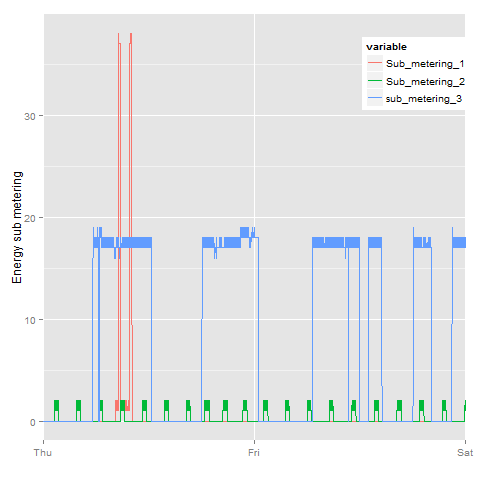 variable
Sub_metering_1
Sub_metering_2
sub_metering_3
Energy sub metering
30
20
10
0
Thu
Fri
Sat